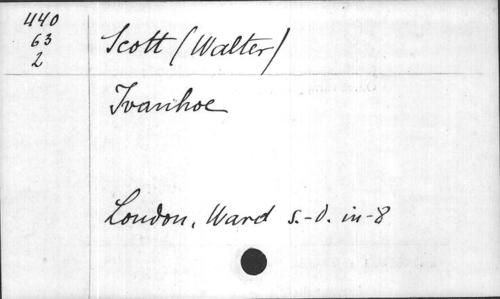 440
63
2
Scott (Walter)
Ivanhoe
London, Ward s.-d. in-8